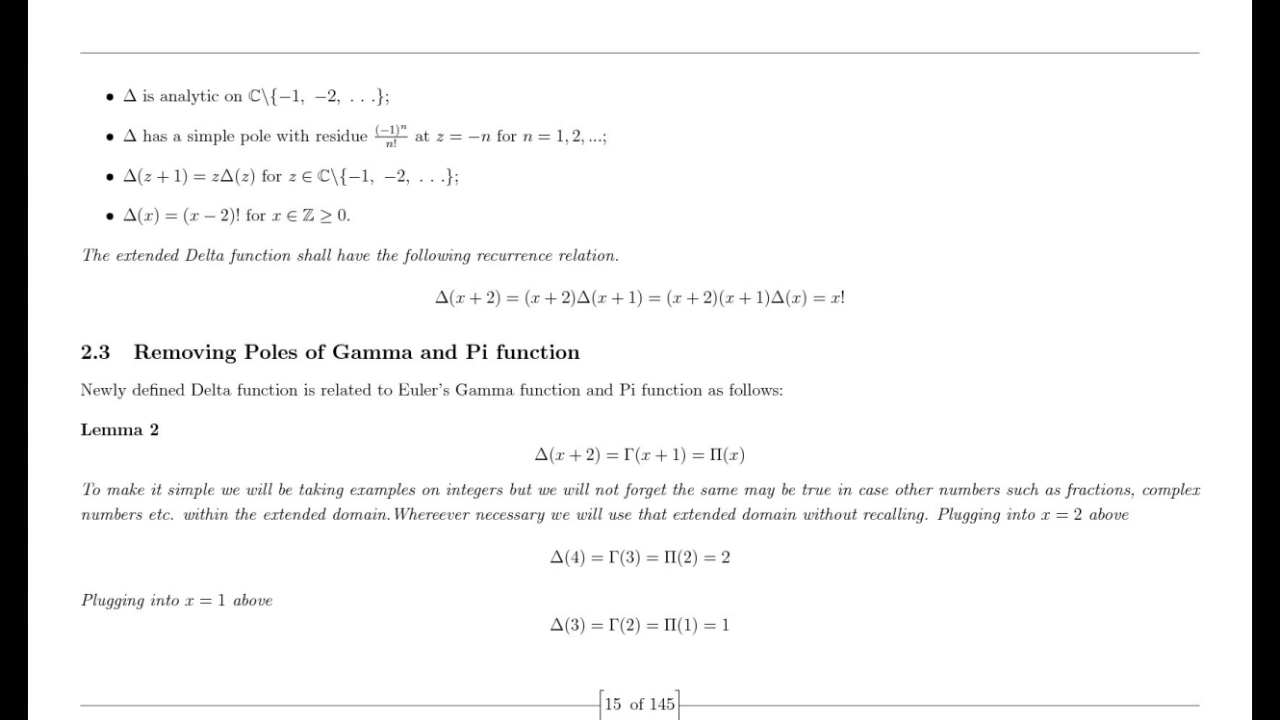 • Δ is analytic on ℂ\{−1, −2, . . .};
• Δ has a simple pole with residue (−1)ⁿ/n! at z = −n for n = 1, 2, ...;
• Δ(z + 1) = zΔ(z) for z ∈ ℂ\{−1, −2, . . .};
• Δ(x) = (x − 2)! for x ∈ ℤ ≥ 0.
The extended Delta function shall have the following recurrence relation.
Δ(x + 2) = (x + 2)Δ(x + 1) = (x + 2)(x + 1)Δ(x) = x!
2.3 Removing Poles of Gamma and Pi function
Newly defined Delta function is related to Euler's Gamma function and Pi function as follows:
Lemma 2
Δ(x + 2) = Γ(x + 1) = Π(x)
To make it simple we will be taking examples on integers but we will not forget the same may be true in case other numbers such as fractions, complex
numbers etc. within the extended domain.Whereever necessary we will use that extended domain without recalling. Plugging into x = 2 above
Δ(4) = Γ(3) = Π(2) = 2
Plugging into x = 1 above
Δ(3) = Γ(2) = Π(1) = 1
[15 of 145]